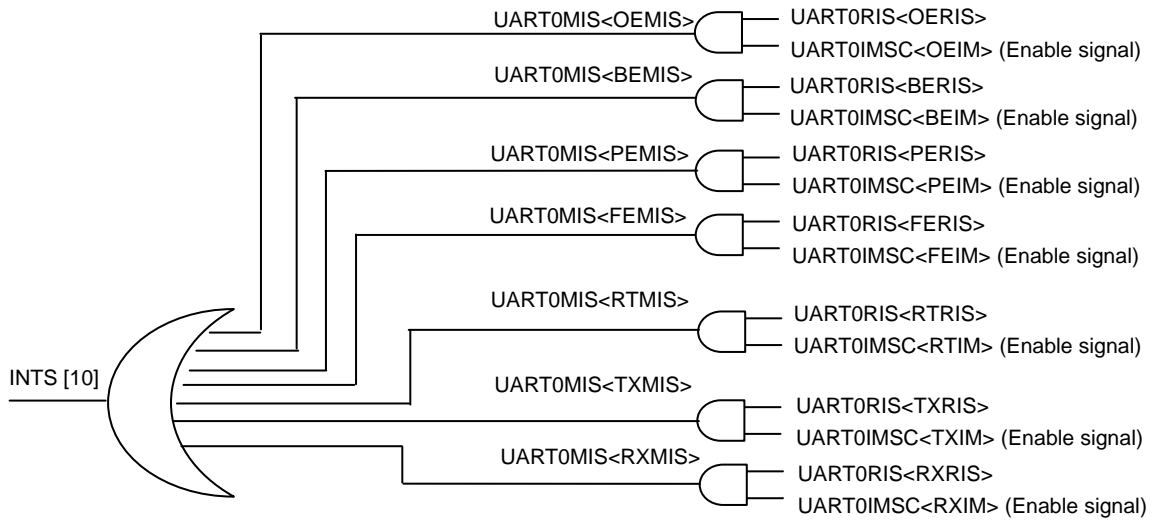 UART0MIS<OEMIS>
UART0RIS<OERIS>
UART0IMSC<OEIM> (Enable signal)
UART0MIS<BEMIS>
UART0RIS<BERIS>
UART0IMSC<BEIM> (Enable signal)
UART0MIS<PEMIS>
UART0RIS<PERIS>
UART0IMSC<PEIM> (Enable signal)
UART0MIS<FEMIS>
UART0RIS<FERIS>
UART0IMSC<FEIM> (Enable signal)
UART0MIS<RTMIS>
UART0RIS<RTRIS>
UART0IMSC<RTIM> (Enable signal)
INTS [10]
UART0MIS<TXMIS>
UART0RIS<TXRIS>
UART0IMSC<TXIM> (Enable signal)
UART0MIS<RXMIS>
UART0RIS<RXRIS>
UART0IMSC<RXIM> (Enable signal)